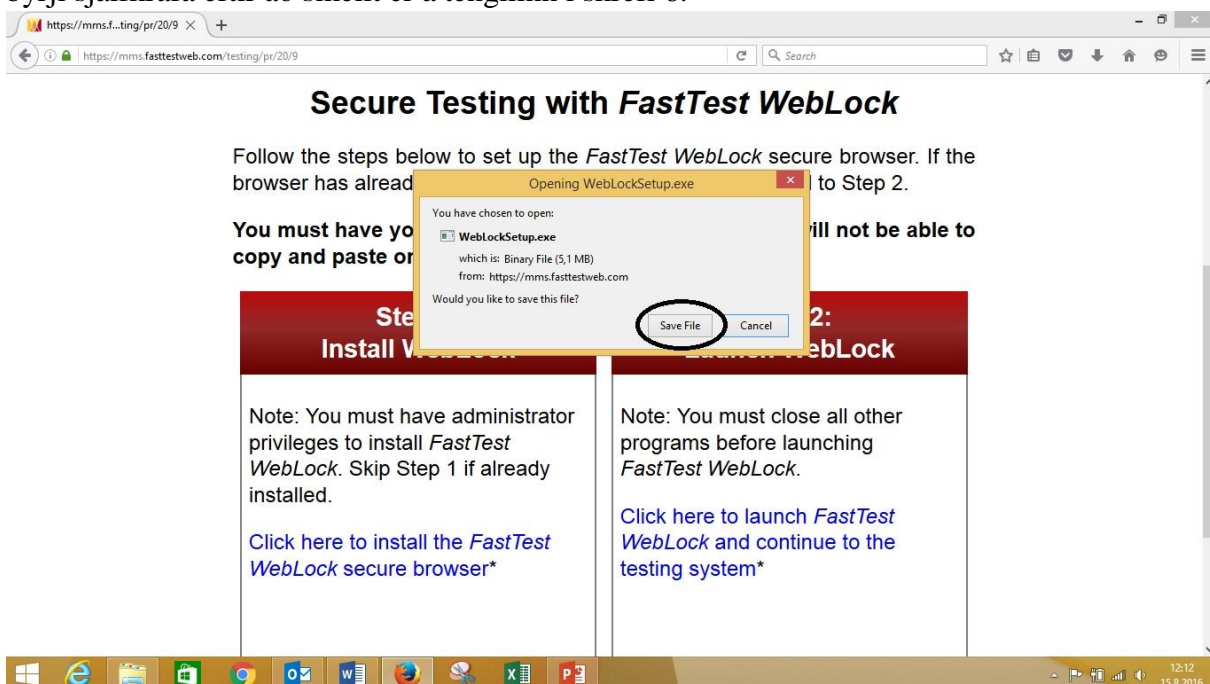 https://mms.f...ting/pr/20/9
https://mms.fasttestweb.com/testing/pr/20/9
Search
Secure Testing with FastTest WebLock
Follow the steps below to set up the FastTest WebLock secure browser. If the
browser has alread
Opening WebLockSetup.exe
to Step 2.
You have chosen to open:
You must have yo
WebLockSetup.exe
will not be able to
copy and paste or
which is: Binary File (5,1 MB)
from: https://mms.fasttestweb.com
Would you like to save this file?
Save File
Cancel
Ste
Install W
2:
Launch WebLock
Note: You must have administrator
privileges to install FastTest
WebLock. Skip Step 1 if already
installed.
Click here to install the FastTest
WebLock secure browser*
Note: You must close all other
programs before launching
FastTest WebLock.
Click here to launch FastTest
WebLock and continue to the
testing system*
12:12
15.8.2016